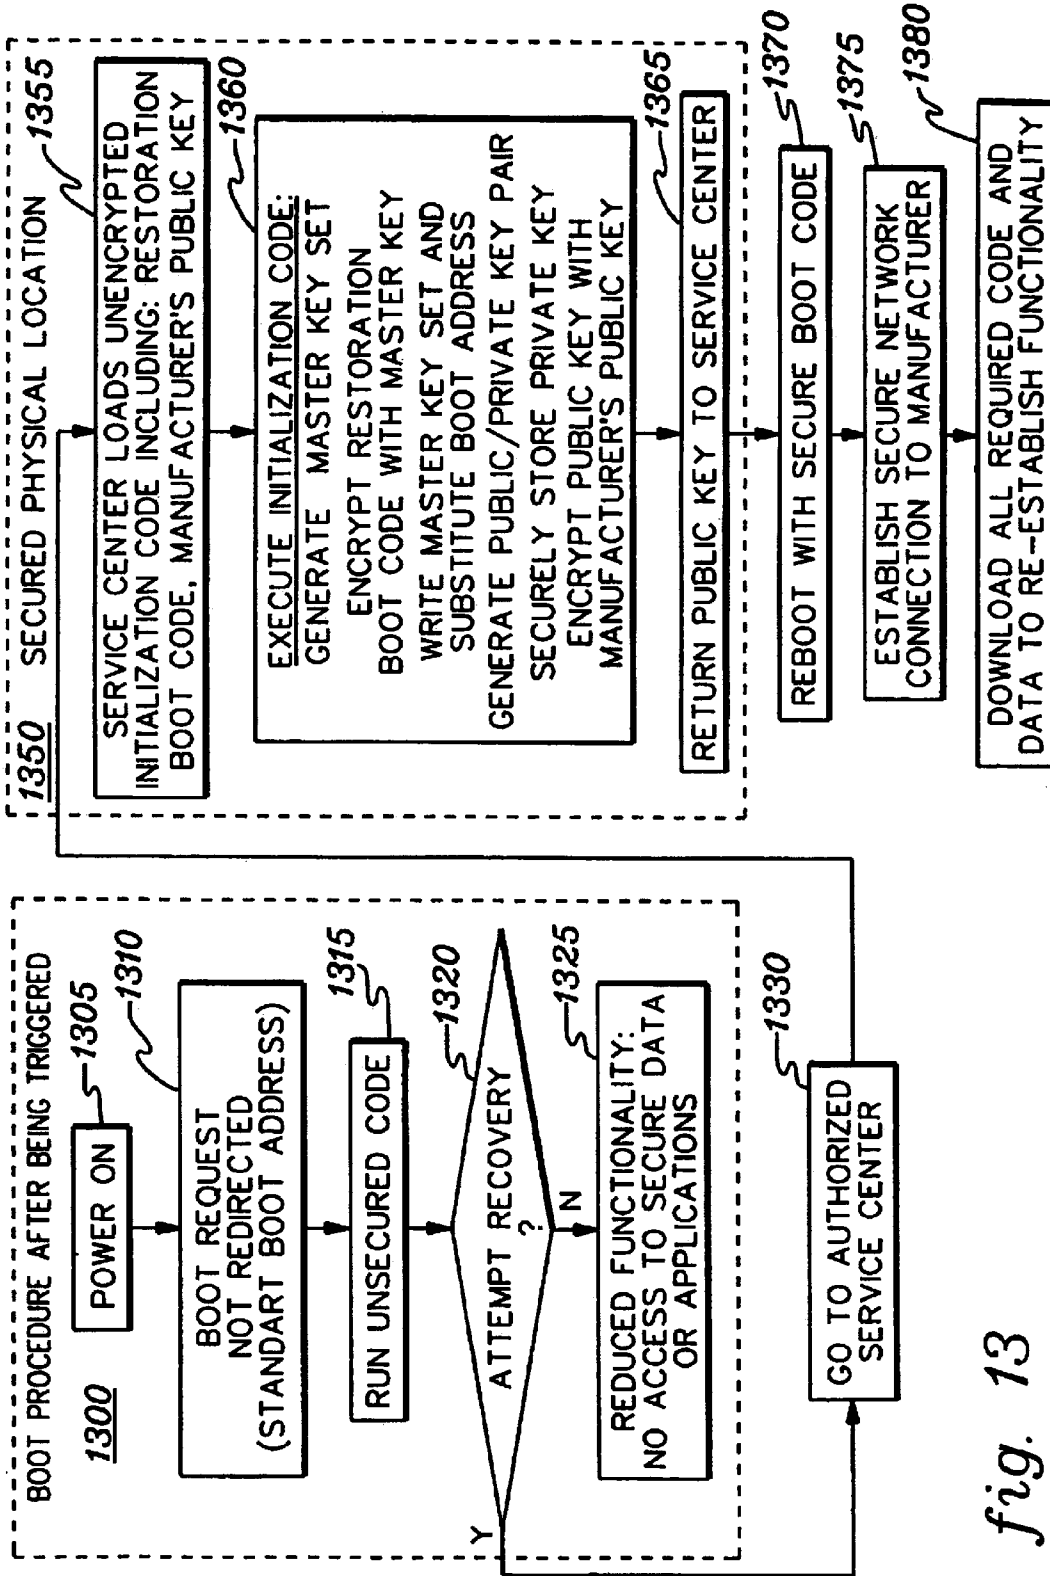 BOOT PROCEDURE AFTER BEING TRIGGERED
1300
1305
POWER ON
1310
BOOT REQUEST
NOT REDIRECTED
(STANDART BOOT ADDRESS)
1315
RUN UNSECURED CODE
1320
ATTEMPT RECOVERY
?
Y
N
1325
REDUCED FUNCTIONALITY:
NO ACCESS TO SECURE DATA
OR APPLICATIONS
1330
GO TO AUTHORIZED
SERVICE CENTER
1350
SECURED PHYSICAL LOCATION
1355
SERVICE CENTER LOADS UNENCRYPTED
INITIALIZATION CODE INCLUDING: RESTORATION
BOOT CODE, MANUFACTURER'S PUBLIC KEY
1360
EXECUTE INITIALIZATION CODE:
GENERATE MASTER KEY SET
ENCRYPT RESTORATION
BOOT CODE WITH MASTER KEY
WRITE MASTER KEY SET AND
SUBSTITUTE BOOT ADDRESS
GENERATE PUBLIC/PRIVATE KEY PAIR
SECURELY STORE PRIVATE KEY
ENCRYPT PUBLIC KEY WITH
MANUFACTURER'S PUBLIC KEY
1365
RETURN PUBLIC KEY TO SERVICE CENTER
1370
REBOOT WITH SECURE BOOT CODE
1375
ESTABLISH SECURE NETWORK
CONNECTION TO MANUFACTURER
1380
DOWNLOAD ALL REQUIRED CODE AND
DATA TO RE-ESTABLISH FUNCTIONALITY
fig. 13